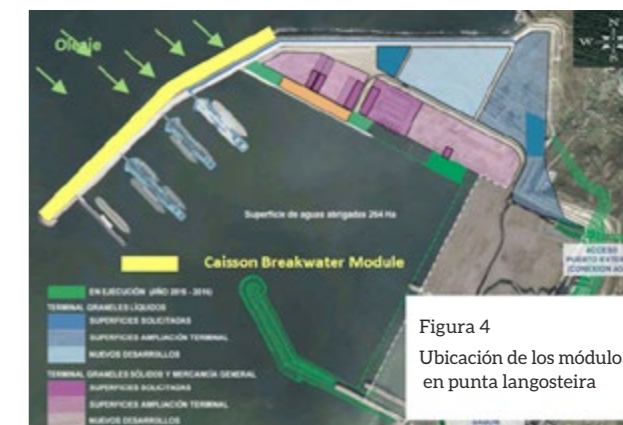 Oleaje
N
W
Superficie de aguas abrigadas 264 Ha
Caisson Breakwater Module
EN EJECUCIÓN (AÑO 2015 - 2016)
TERMINAL GRANELES LÍQUIDOS
SUPERFICIES SOLICITADAS
SUPERFICIES AMPLIACIÓN TERMINAL
NUEVOS DESARROLLOS
TERMINAL GRANELES SÓLIDOS Y MERCANCÍA GENERAL
SUPERFICIES SOLICITADAS
SUPERFICIES AMPLIACIÓN TERMINAL
NUEVOS DESARROLLOS
ACCESO
PUERTO EXTE
(CONEXION A
Figura 4
Ubicación de los módulo
en punta langosteira